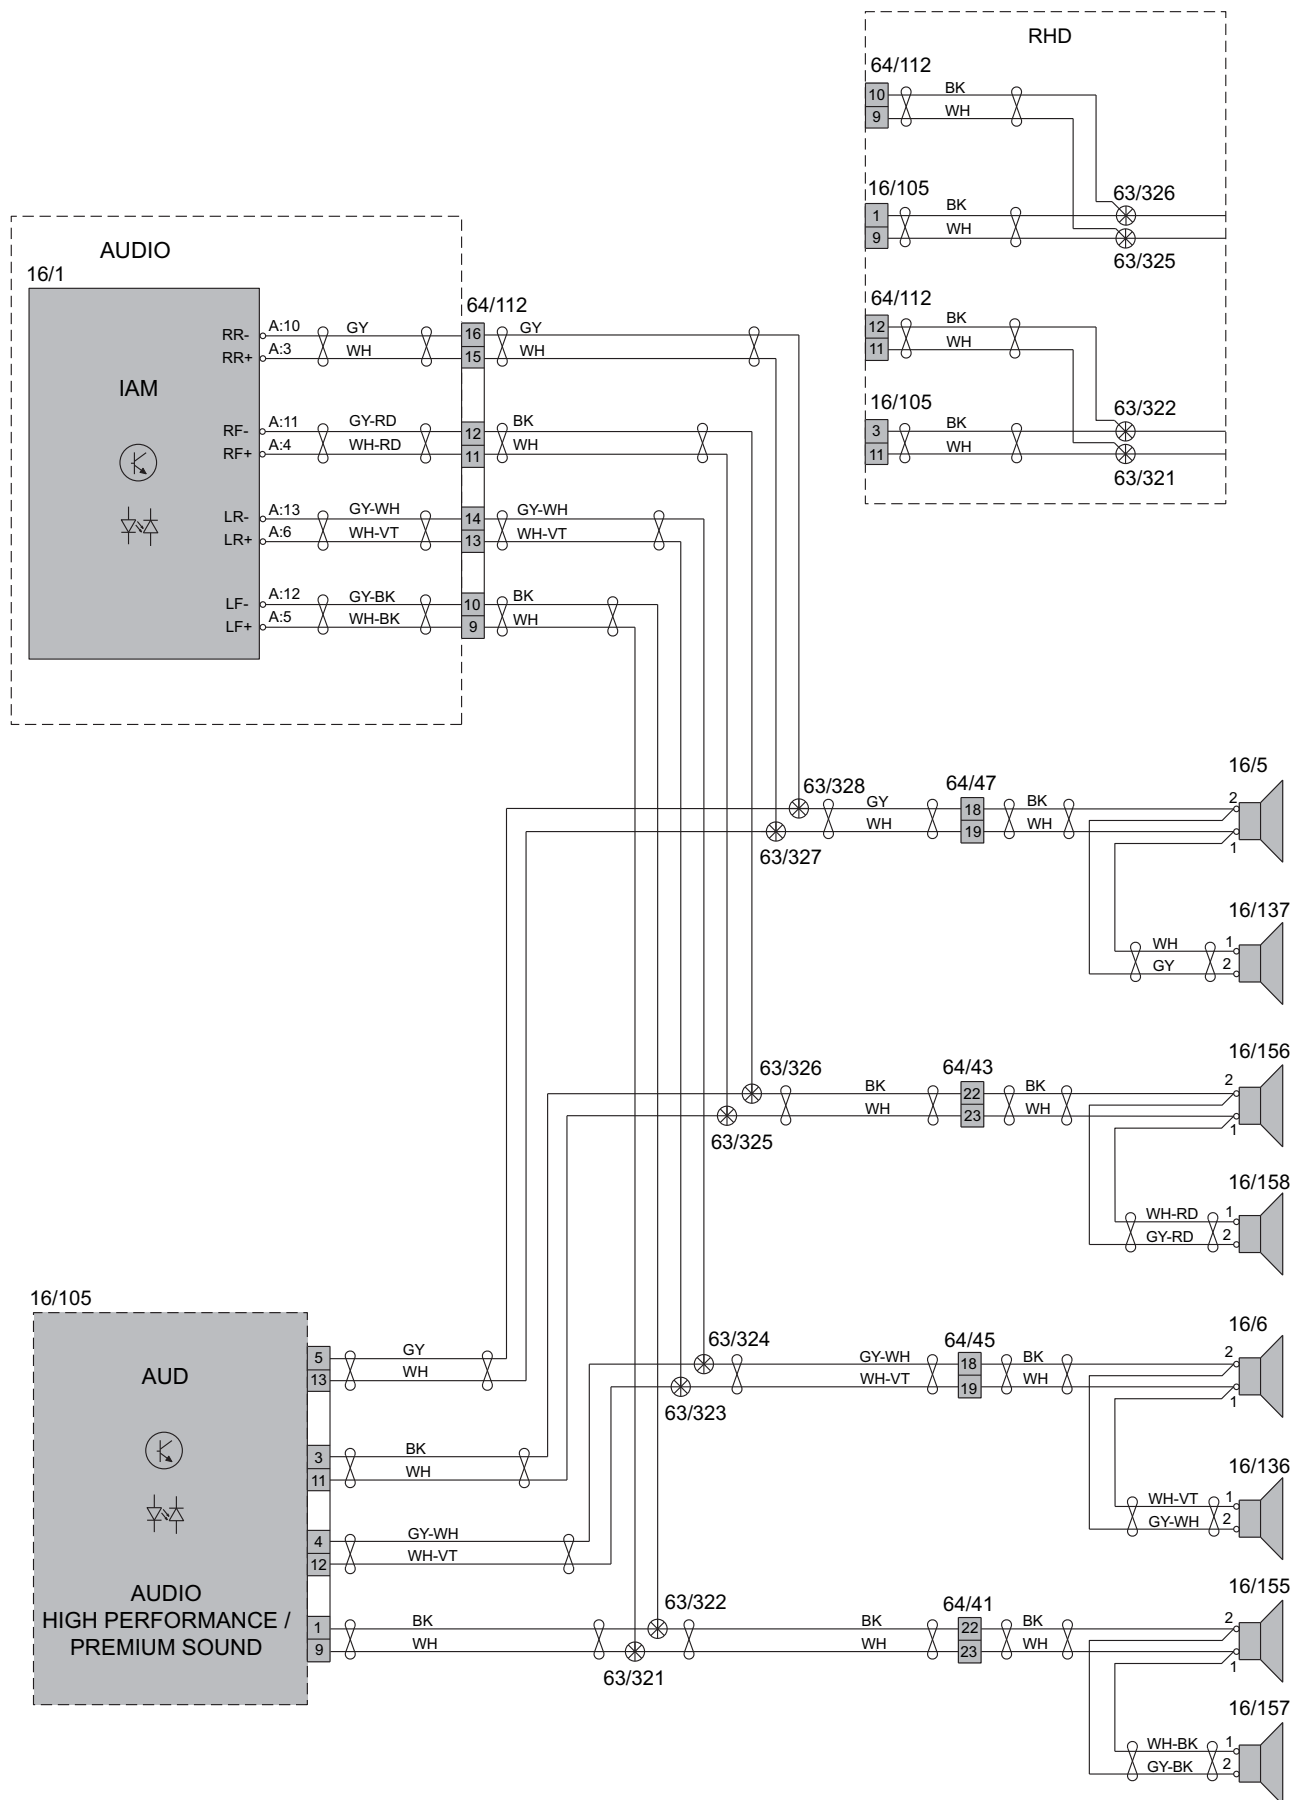 RHD
64/112
10 BK
9 WH
16/105
63/326
1 BK
9 WH
63/325
64/112
12 BK
11 WH
16/105
63/322
3 BK
11 WH
63/321
AUDIO
16/1
64/112
IAM
RR- A:10 GY 16 GY
RR+ A:3 WH 15 WH
RF- A:11 GY-RD 12 BK
RF+ A:4 WH-RD 11 WH
LR- A:13 GY-WH 14 GY-WH
LR+ A:6 WH-VT 13 WH-VT
LF- A:12 GY-BK 10 BK
LF+ A:5 WH-BK 9 WH
16/5
63/328 64/47
GY 18 BK 2
WH 19 WH 1
63/327
16/137
WH 1
GY 2
16/156
63/326 64/43
BK 22 BK 2
WH 23 WH 1
63/325
16/158
WH-RD 1
GY-RD 2
16/6
63/324 64/45
GY-WH 18 BK 2
WH-VT 19 WH 1
63/323
16/136
WH-VT 1
GY-WH 2
16/105
AUD
5 GY
13 WH
3 BK
11 WH
4 GY-WH
12 WH-VT
AUDIO
HIGH PERFORMANCE /
PREMIUM SOUND
16/155
63/322 64/41
1 BK BK 22 BK 2
9 WH WH 23 WH 1
63/321
16/157
WH-BK 1
GY-BK 2